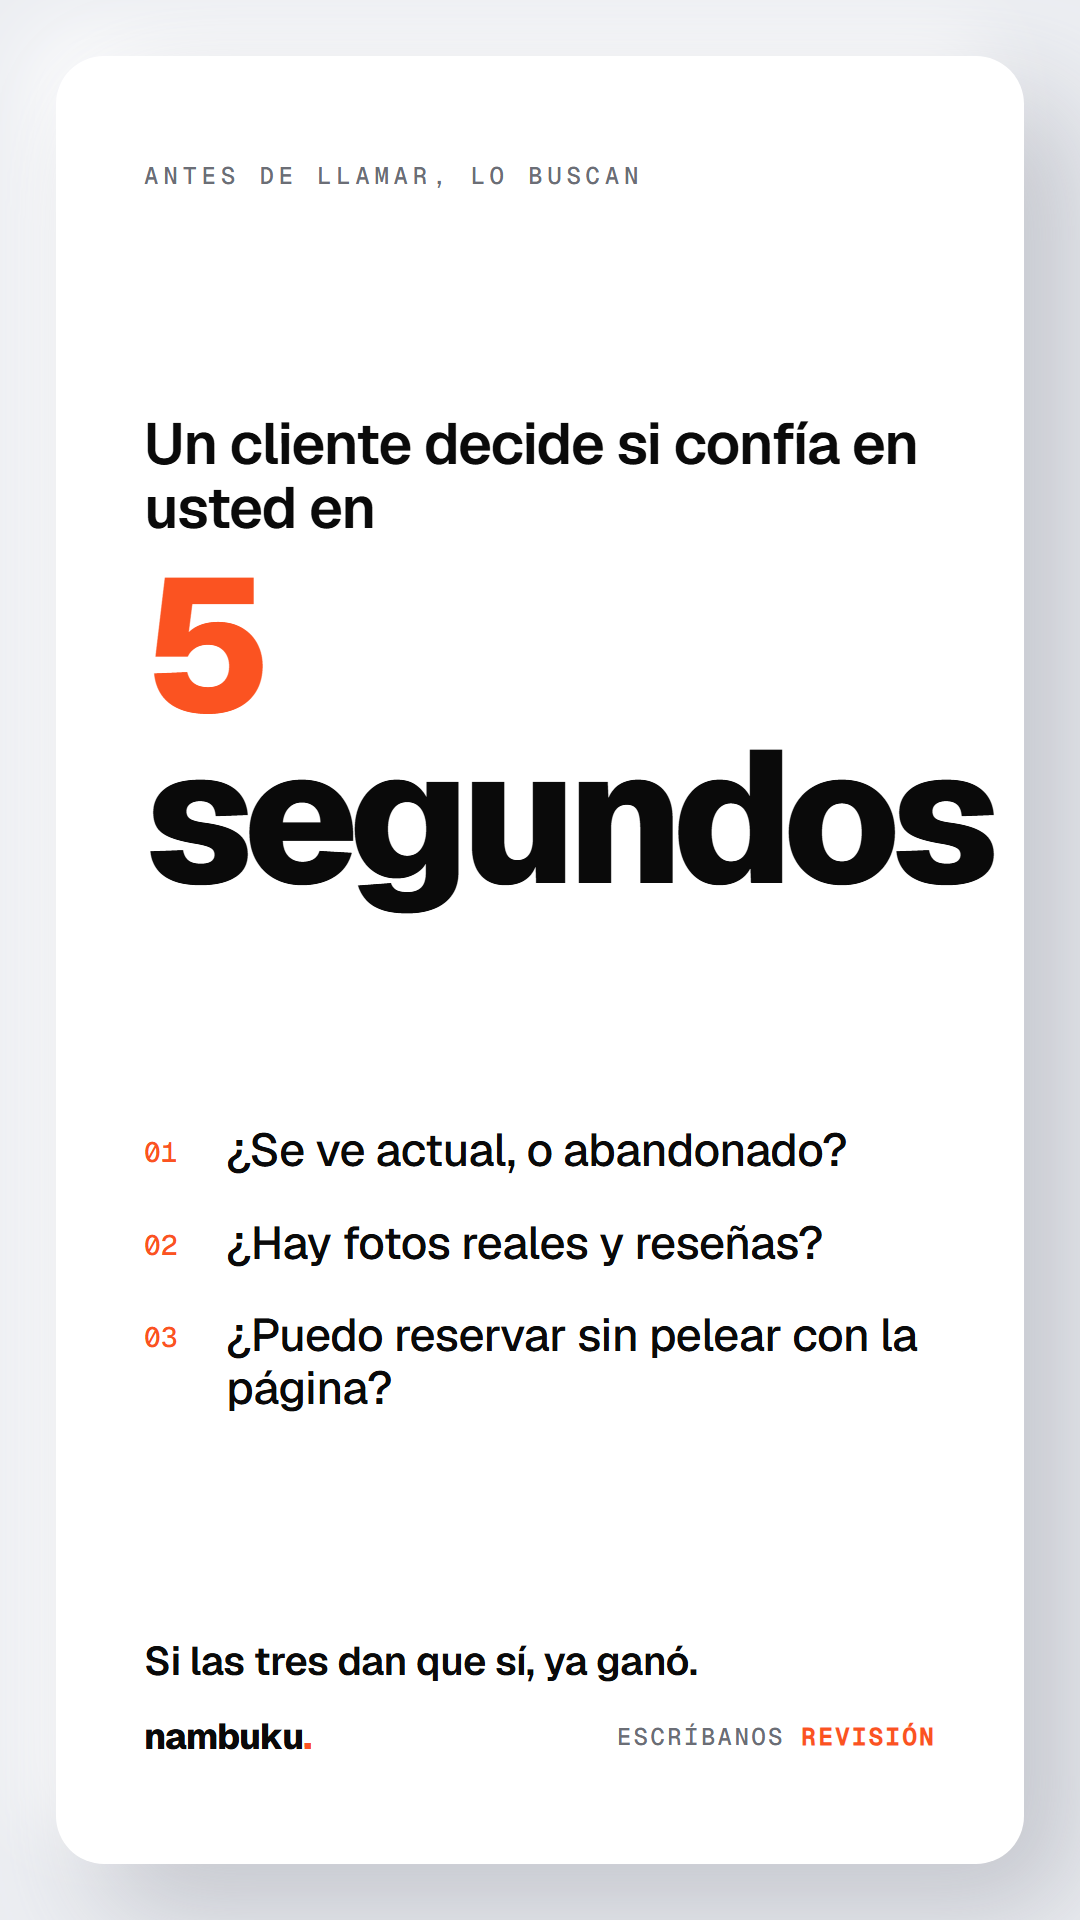 ANTES DE LLAMAR, LO BUSCAN
Un cliente decide si confía en
usted en
5
segundos
01 ¿Se ve actual, o abandonado?
02 ¿Hay fotos reales y reseñas?
03 ¿Puedo reservar sin pelear con la
página?
Si las tres dan que sí, ya ganó.
nambuku. ESCRÍBANOS REVISIÓN